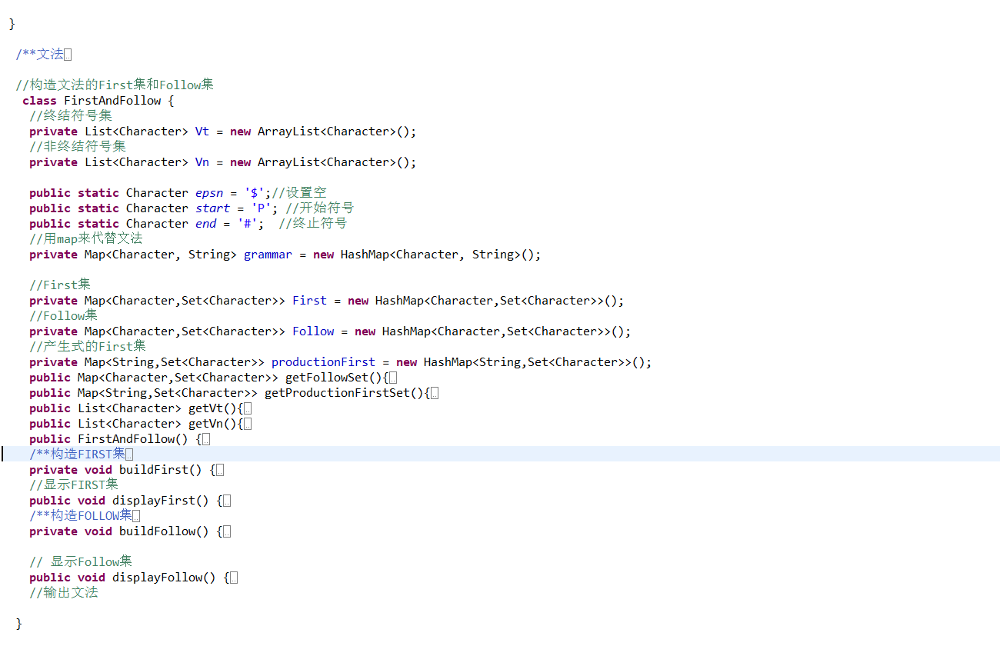 }
/**文法
//构造文法的First集和Follow集
class FirstAndFollow {
//终结符号集
private List<Character> Vt = new ArrayList<Character>();
//非终结符号集
private List<Character> Vn = new ArrayList<Character>();
public static Character epsn = '$';//设置空
public static Character start = 'P'; //开始符号
public static Character end = '#';  //终止符号
//用map来代替文法
private Map<Character, String> grammar = new HashMap<Character, String>();
//First集
private Map<Character,Set<Character>> First = new HashMap<Character,Set<Character>>();
//Follow集
private Map<Character,Set<Character>> Follow = new HashMap<Character,Set<Character>>();
//产生式的First集
private Map<String,Set<Character>> productionFirst = new HashMap<String,Set<Character>>();
public Map<Character,Set<Character>> getFollowSet(){
public Map<String,Set<Character>> getProductionFirstSet(){
public List<Character> getVt(){
public List<Character> getVn(){
public FirstAndFollow() {
/**构造FIRST集
private void buildFirst() {
//显示FIRST集
public void displayFirst() {
/**构造FOLLOW集
private void buildFollow() {
// 显示Follow集
public void displayFollow() {
//输出文法
}